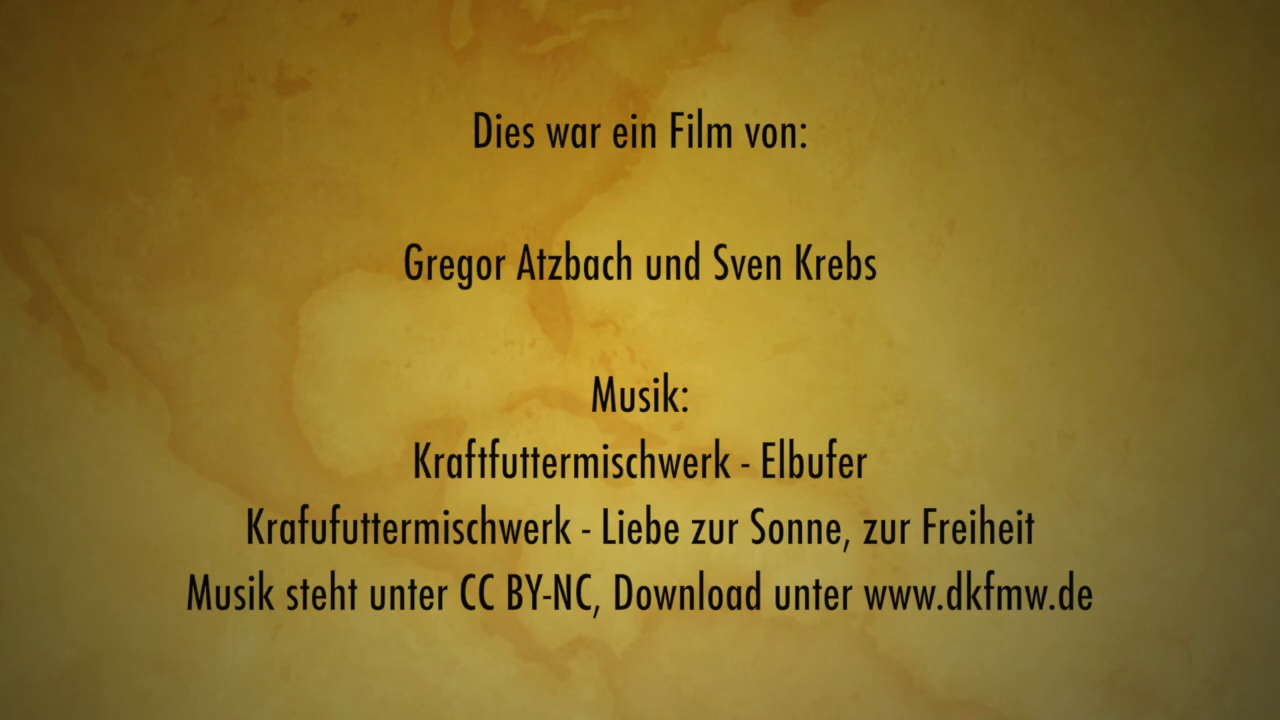 Dies war ein Film von:
Gregor Atzbach und Sven Krebs
Musik:
Kraftfuttermischwerk - Elbufer
Krafufuttermischwerk - Liebe zur Sonne, zur Freiheit
Musik steht unter CC BY-NC, Download unter www.dkfmw.de